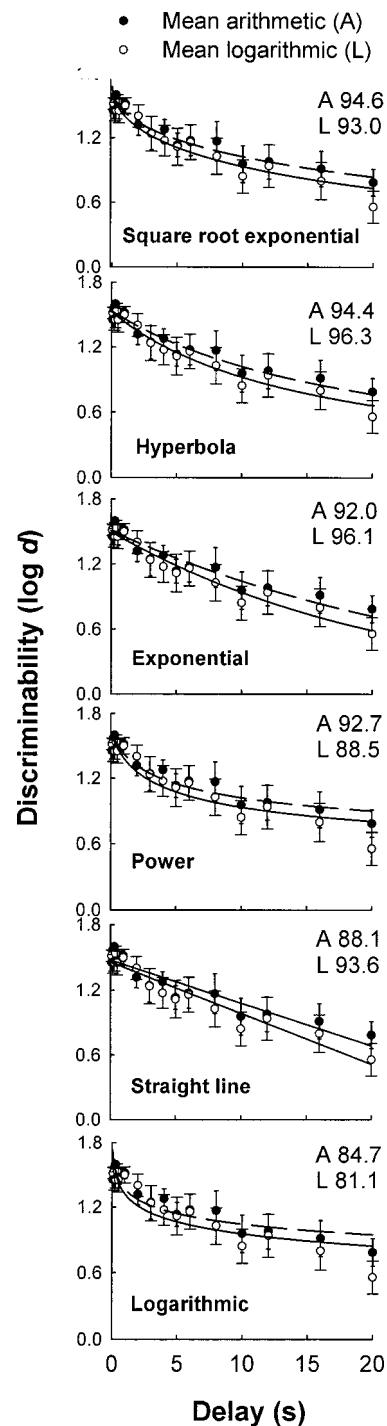 ● Mean arithmetic (A)
○ Mean logarithmic (L)
Discriminability (log d)
A 94.6
L 93.0
1.2
0.6
0.0
Square root exponential
1.8
1.2
0.6
0.0
A 94.4
L 96.3
Hyperbola
1.8
1.2
0.6
0.0
A 92.0
L 96.1
Exponential
1.8
1.2
0.6
0.0
A 92.7
L 88.5
Power
1.8
1.2
0.6
0.0
A 88.1
L 93.6
Straight line
1.8
1.2
0.6
0.0
A 84.7
L 81.1
Logarithmic
0 5 10 15 20
Delay (s)